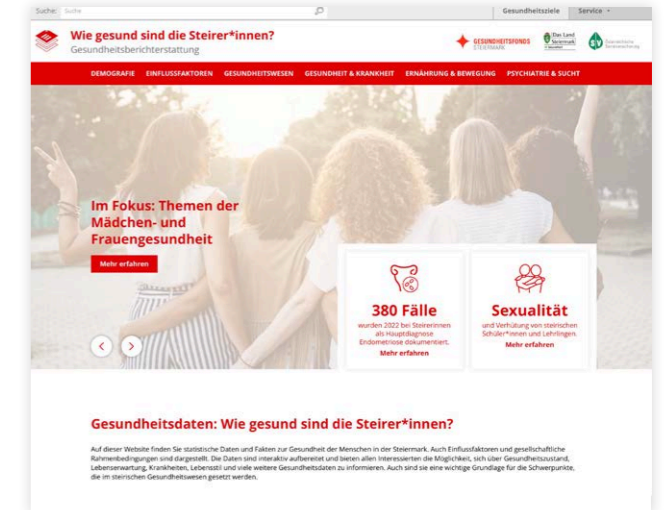 Suche: Suche
Gesundheitsziele Service
Wie gesund sind die Steirer*innen?
Gesundheitsberichterstattung
GESUNDHEITSFONDS
STEIERMARK
Das Land
Steiermark
SV
DEMOGRAFIE EINFLUSSFAKTOREN GESUNDHEITSWESEN GESUNDHEIT & KRANKHEIT ERNÄHRUNG & BEWEGUNG PSYCHIATRIE & SUCHT
Im Fokus: Themen der
Mädchen- und
Frauengesundheit
Mehr erfahren
380 Fälle
wurden 2022 bei Steirerinnen
als Hauptdiagnose
Endometriose dokumentiert.
Mehr erfahren
Sexualität
und Verhütung von steirischen
Schüler*innen und Lehrlingen.
Mehr erfahren
Gesundheitsdaten: Wie gesund sind die Steirer*innen?
Auf dieser Website finden Sie statistische Daten und Fakten zur Gesundheit der Menschen in der Steiermark. Auch Einflussfaktoren und gesellschaftliche
Rahmenbedingungen sind dargestellt. Die Daten sind interaktiv aufbereitet und bieten allen Interessierten die Möglichkeit, sich über Gesundheitszustand,
Lebenserwartung, Krankheiten, Lebensstil und viele weitere Gesundheitsdaten zu informieren. Auch sind sie eine wichtige Grundlage für die Schwerpunkte,
die im steirischen Gesundheitswesen gesetzt werden.